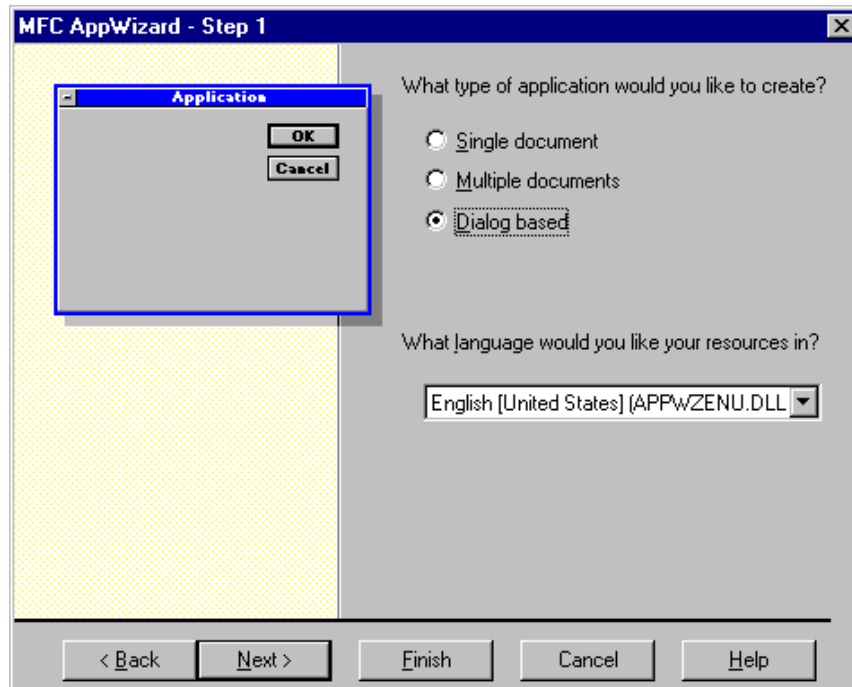 MFC AppWizard - Step 1
Application
OK
Cancel
What type of application would you like to create?
Single document
Multiple documents
Dialog based
What language would you like your resources in?
English [United States] (APPWZENU.DLL
< Back
Next >
Finish
Cancel
Help